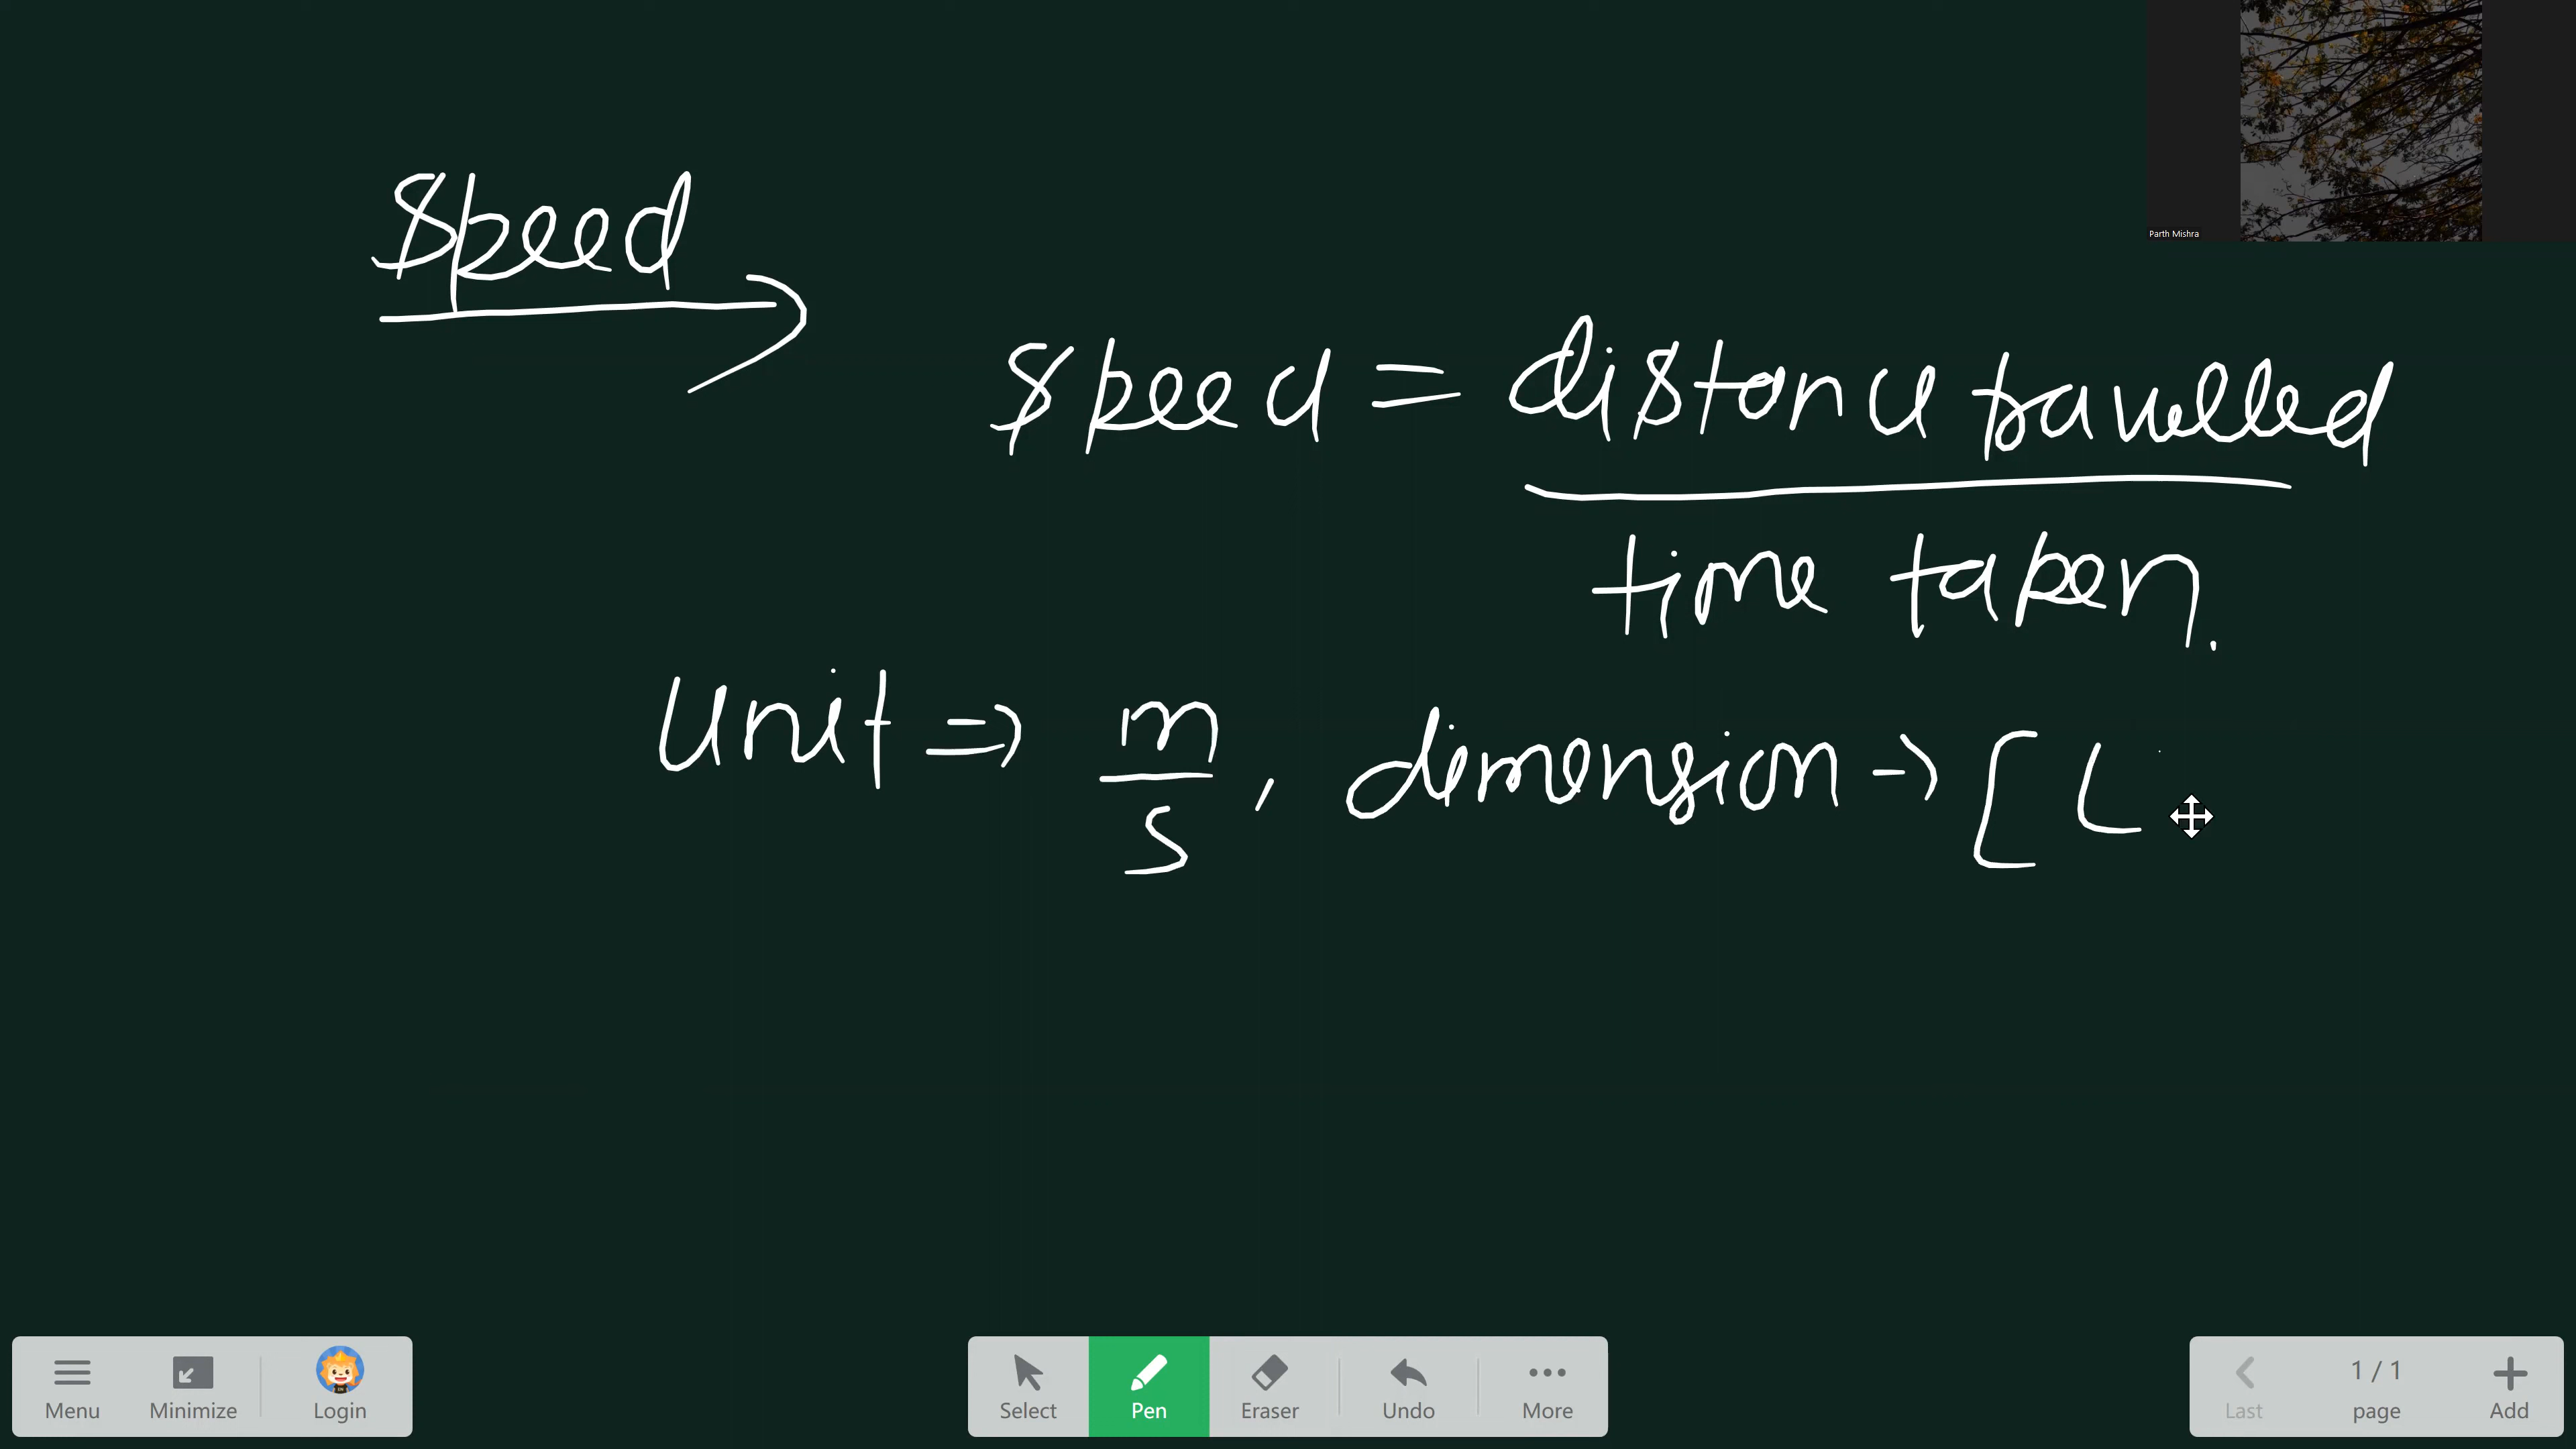 Speed
Parth Mishra
Speed = distance travelled
time taken.
Unit ⇒ m/s, dimension → [L
Menu Minimize Login Select Pen Eraser Undo More Last 1 / 1 page Add